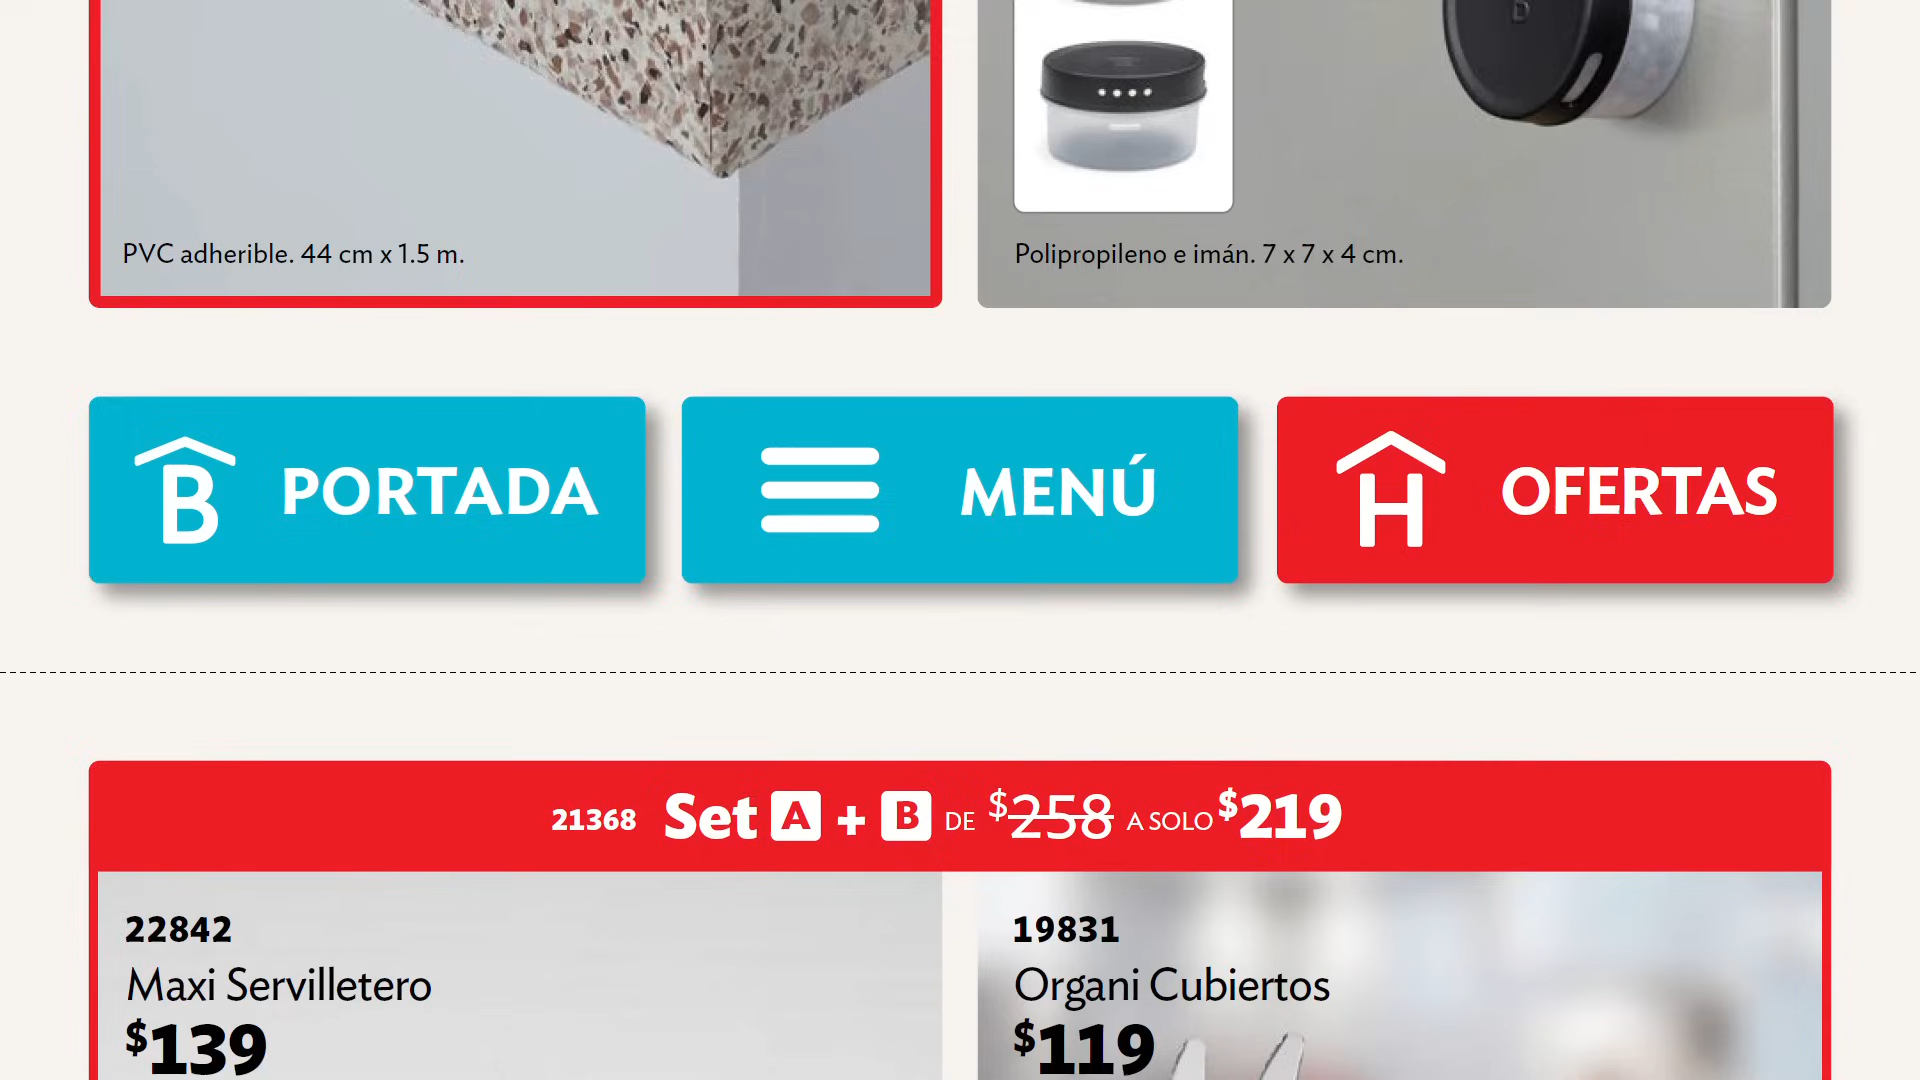 PVC adherible. 44 cm x 1.5 m.
Polipropileno e imán. 7 x 7 x 4 cm.
B PORTADA
MENÚ
H OFERTAS
21368 Set A + B DE $258 A SOLO $219
22842
Maxi Servilletero
$139
19831
Organi Cubiertos
$119